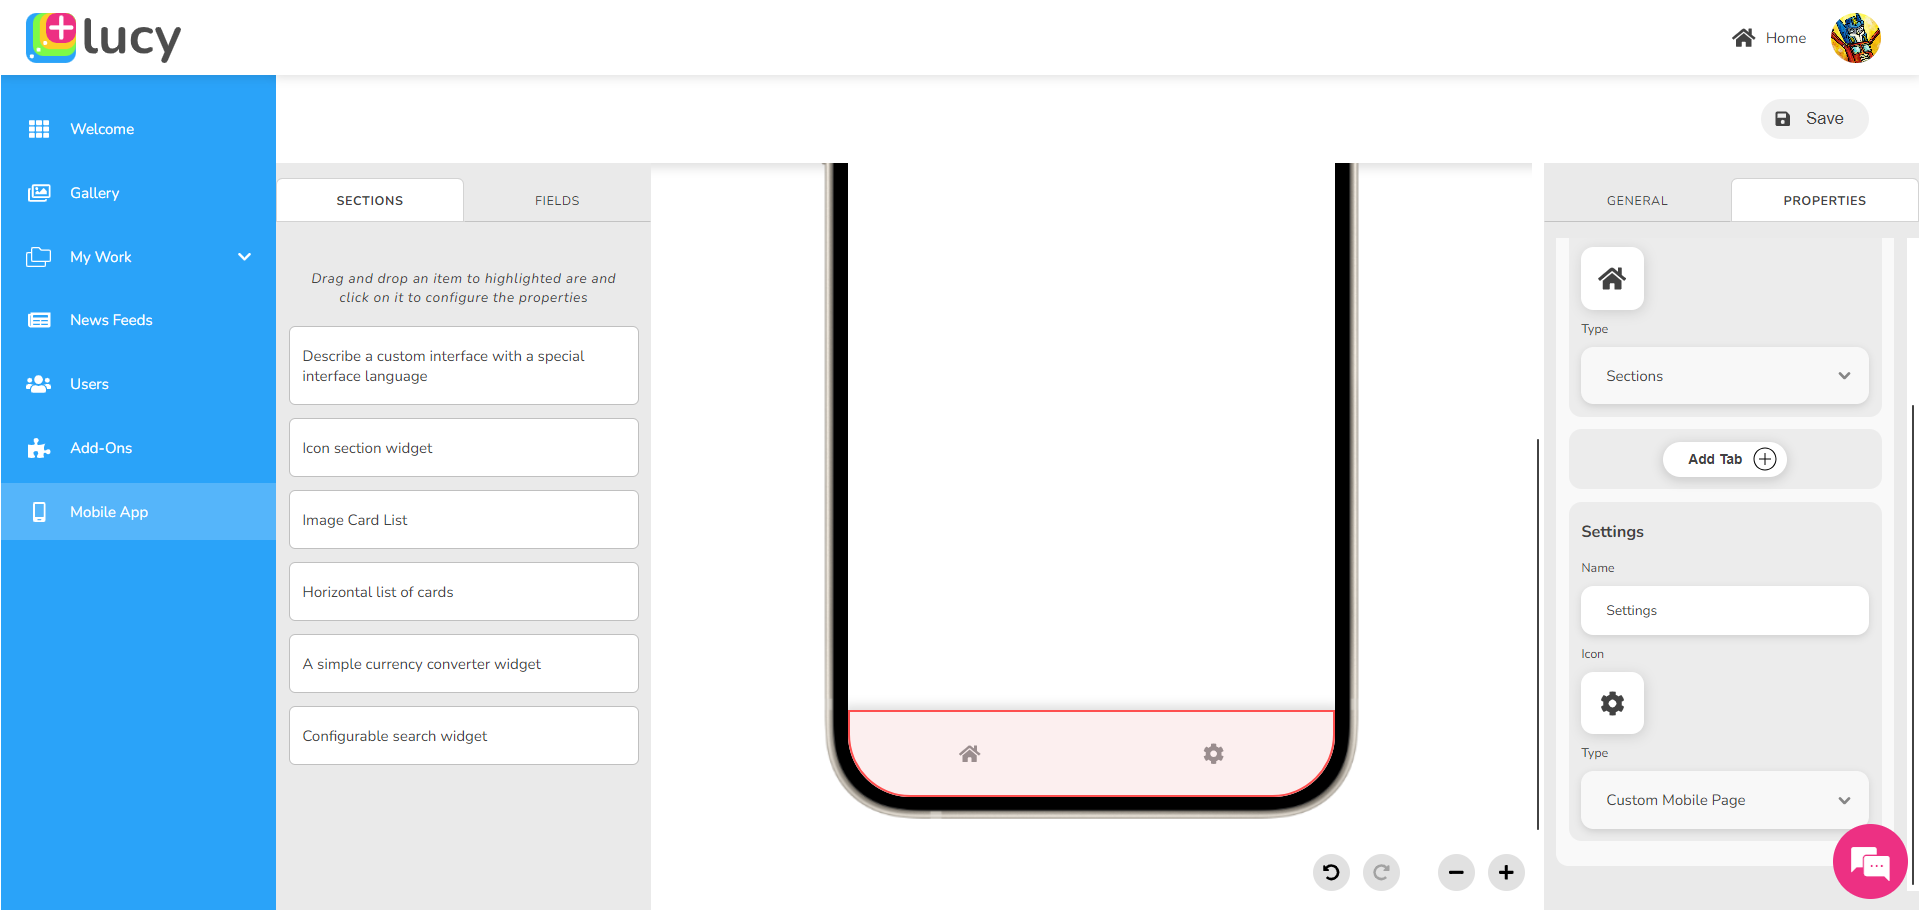 lucy
Home
Save
Welcome
Gallery
My Work
News Feeds
Users
Add-Ons
Mobile App
SECTIONS
FIELDS
Drag and drop an item to highlighted are and
click on it to configure the properties
Describe a custom interface with a special
interface language
Icon section widget
Image Card List
Horizontal list of cards
A simple currency converter widget
Configurable search widget
GENERAL
PROPERTIES
Type
Sections
Add Tab
Settings
Name
Settings
Icon
Type
Custom Mobile Page